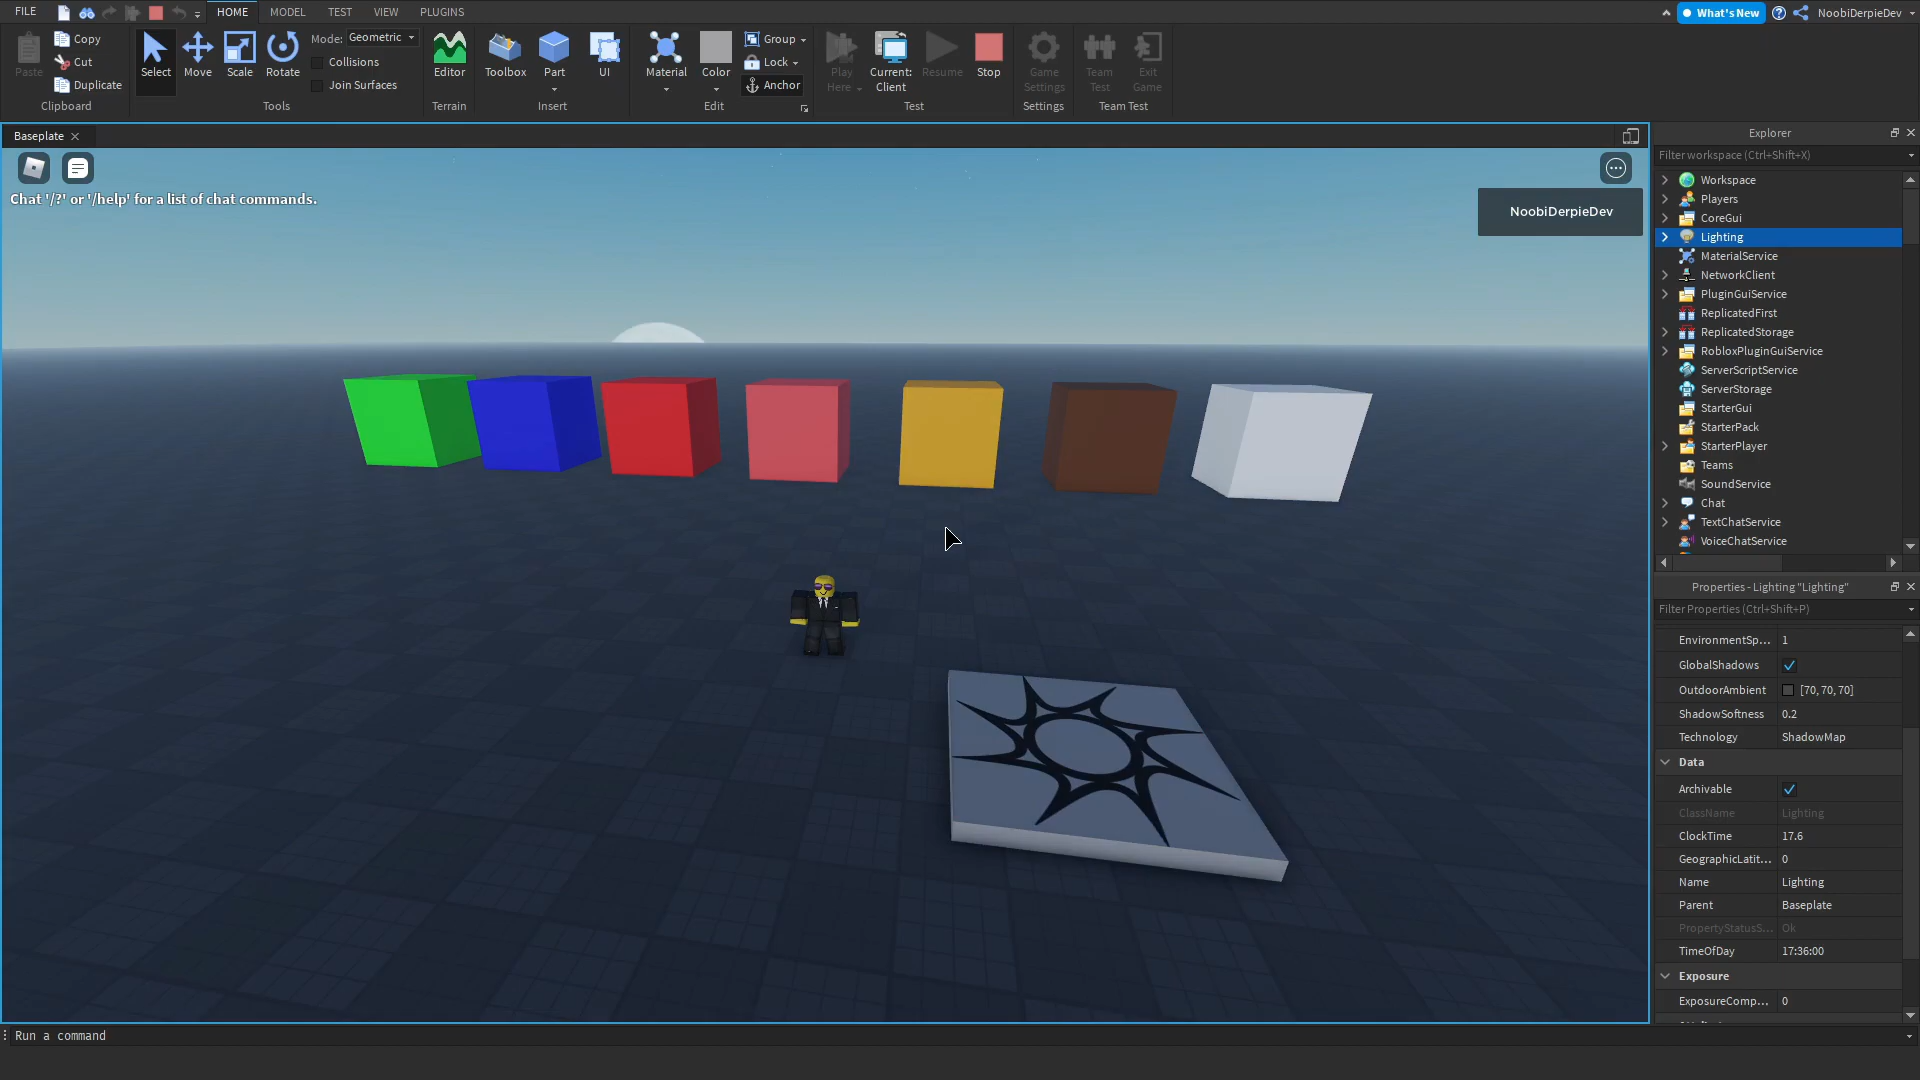 FILE
HOME
MODEL
TEST
VIEW
PLUGINS
What's New
NoobiDerpieDev
Paste
Copy
Cut
Duplicate
Clipboard
Select
Move
Scale
Rotate
Mode: Geometric
Collisions
Join Surfaces
Tools
Editor
Terrain
Toolbox
Part
UI
Insert
Material
Color
Group
Lock
Anchor
Edit
Play
Here
Current:
Client
Resume
Stop
Test
Game
Settings
Settings
Team
Test
Exit
Game
Team Test
Baseplate
Chat '/?' or '/help' for a list of chat commands.
NoobiDerpieDev
Explorer
Filter workspace (Ctrl+Shift+X)
Workspace
Players
CoreGui
Lighting
MaterialService
NetworkClient
PluginGuiService
ReplicatedFirst
ReplicatedStorage
RobloxPluginGuiService
ServerScriptService
ServerStorage
StarterGui
StarterPack
StarterPlayer
Teams
SoundService
Chat
TextChatService
VoiceChatService
Properties - Lighting "Lighting"
Filter Properties (Ctrl+Shift+P)
EnvironmentSp... 1
GlobalShadows
OutdoorAmbient [70, 70, 70]
ShadowSoftness 0.2
Technology ShadowMap
Data
Archivable
ClassName Lighting
ClockTime 17.6
GeographicLatit... 0
Name Lighting
Parent Baseplate
PropertyStatusS... Ok
TimeOfDay 17:36:00
Exposure
ExposureComp... 0
Run a command